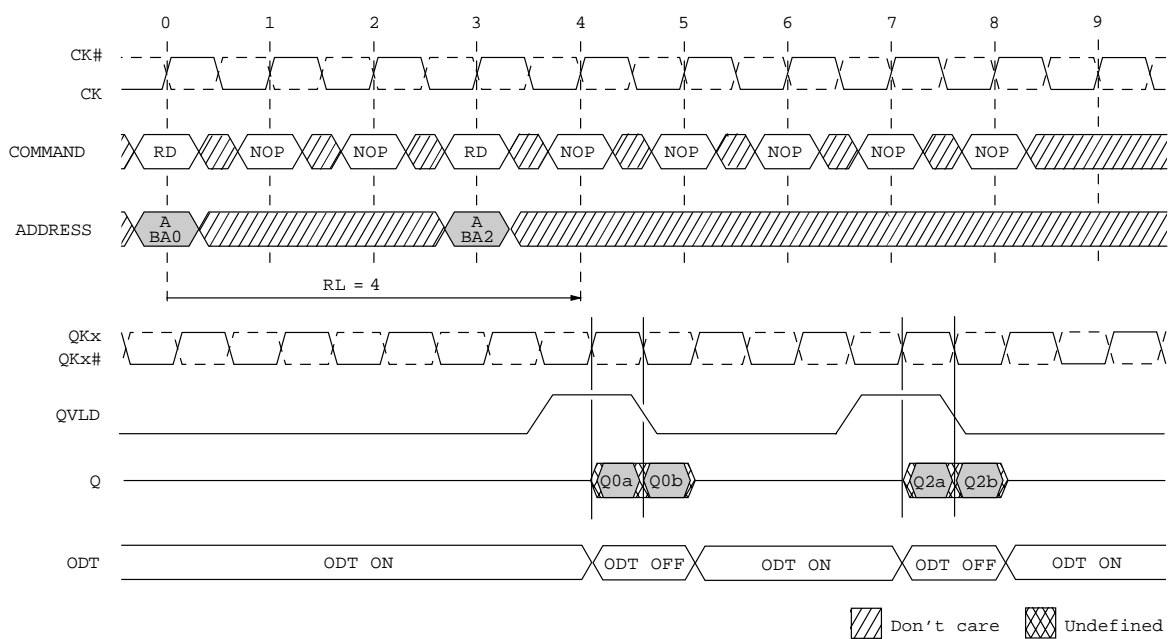 0 1 2 3 4 5 6 7 8 9
CK#
CK
COMMAND RD NOP NOP RD NOP NOP NOP NOP NOP
ADDRESS A BA0 A BA2
RL = 4
QKx
QKx#
QVLD
Q Q0a Q0b Q2a Q2b
ODT ODT ON ODT OFF ODT ON ODT OFF ODT ON
Don't care Undefined